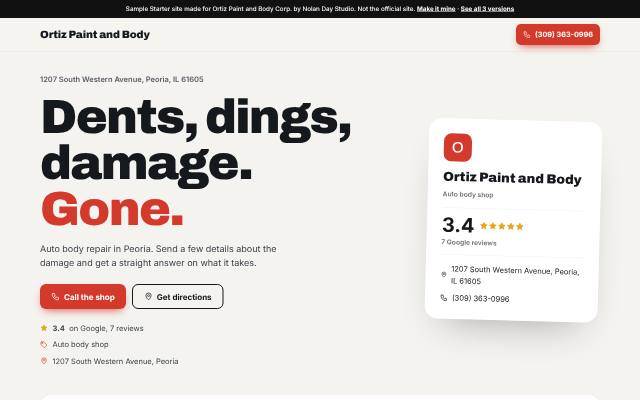 Sample Starter site made for Ortiz Paint and Body Corp. by Nolan Day Studio. Not the official site. Make it mine · See all 3 versions
Ortiz Paint and Body
(309) 363-0996
1207 South Western Avenue, Peoria, IL 61605
Dents, dings,
damage.
Gone.
Auto body repair in Peoria. Send a few details about the
damage and get a straight answer on what it takes.
Call the shop
Get directions
3.4 on Google, 7 reviews
Auto body shop
1207 South Western Avenue, Peoria
O
Ortiz Paint and Body
Auto body shop
3.4
7 Google reviews
1207 South Western Avenue, Peoria,
IL 61605
(309) 363-0996